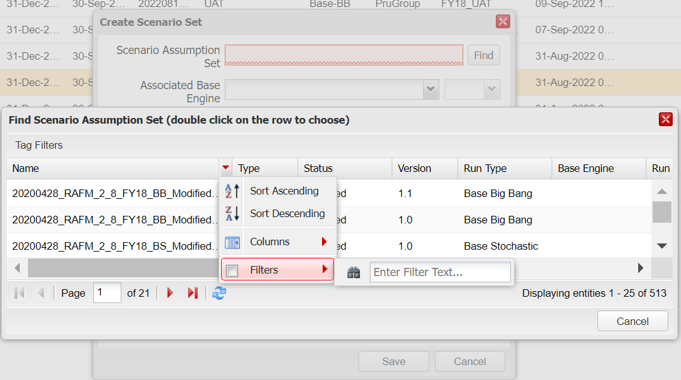 31-Dec-2... 30-Sep-2... 2022081... UAT Base-BB PruGroup FY18_UAT 09-Sep-2022 1...
31-Dec-2... 30-S Create Scenario Set 07-Sep-2022 0...
31-Dec-2... 30-S Scenario Assumption Set Find 31-Aug-2022 0...
31-Dec-2... 30-S Associated Base Engine 31-Aug-2022 0...
Find Scenario Assumption Set (double click on the row to choose)
Tag Filters
Name Type Status Version Run Type Base Engine Run
20200428_RAFM_2_8_FY18_BB_Modified... 1.1 Base Big Bang
20200428_RAFM_2_8_FY18_BB_Modified... 1.0 Base Big Bang
20200428_RAFM_2_8_FY18_BS_Modified... ed 1.0 Base Stochastic
Sort Ascending
Sort Descending
Columns
Filters Enter Filter Text...
Page 1 of 21 Displaying entities 1 - 25 of 513
Cancel
Save Cancel